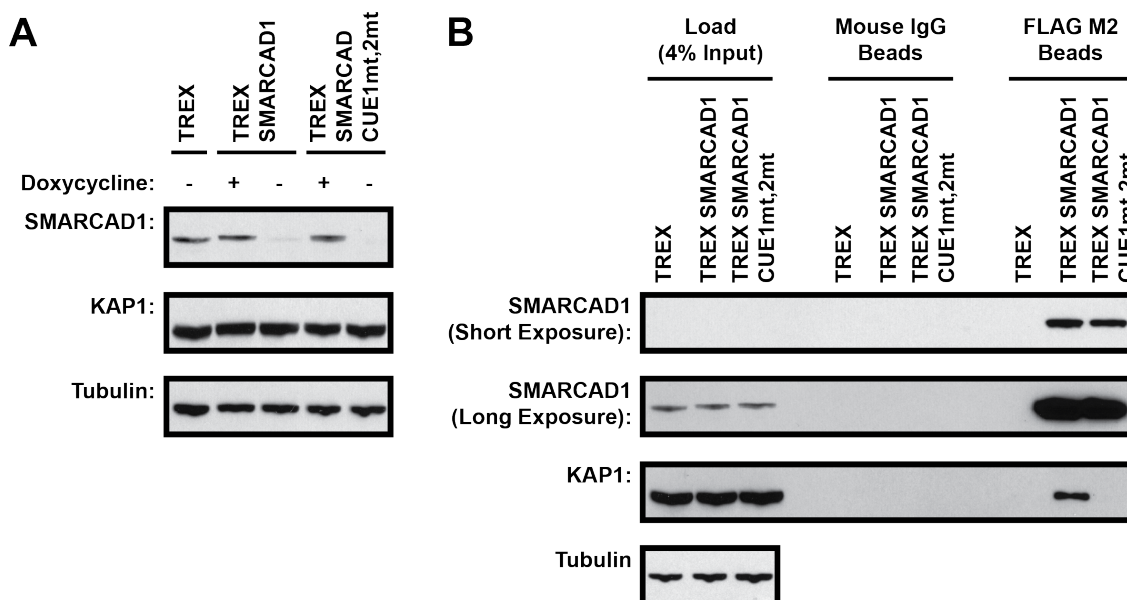 A
TREX
TREX
SMARCAD1
TREX
SMARCAD
CUE1mt,2mt
Doxycycline: - + - + -
SMARCAD1:
KAP1:
Tubulin:
B
Load
(4% Input)
Mouse IgG
Beads
FLAG M2
Beads
TREX
TREX SMARCAD1
TREX SMARCAD1
CUE1mt,2mt
TREX
TREX SMARCAD1
TREX SMARCAD1
CUE1mt,2mt
TREX
TREX SMARCAD1
TREX SMARCAD1
CUE1mt,2mt
SMARCAD1
(Short Exposure):
SMARCAD1
(Long Exposure):
KAP1:
Tubulin